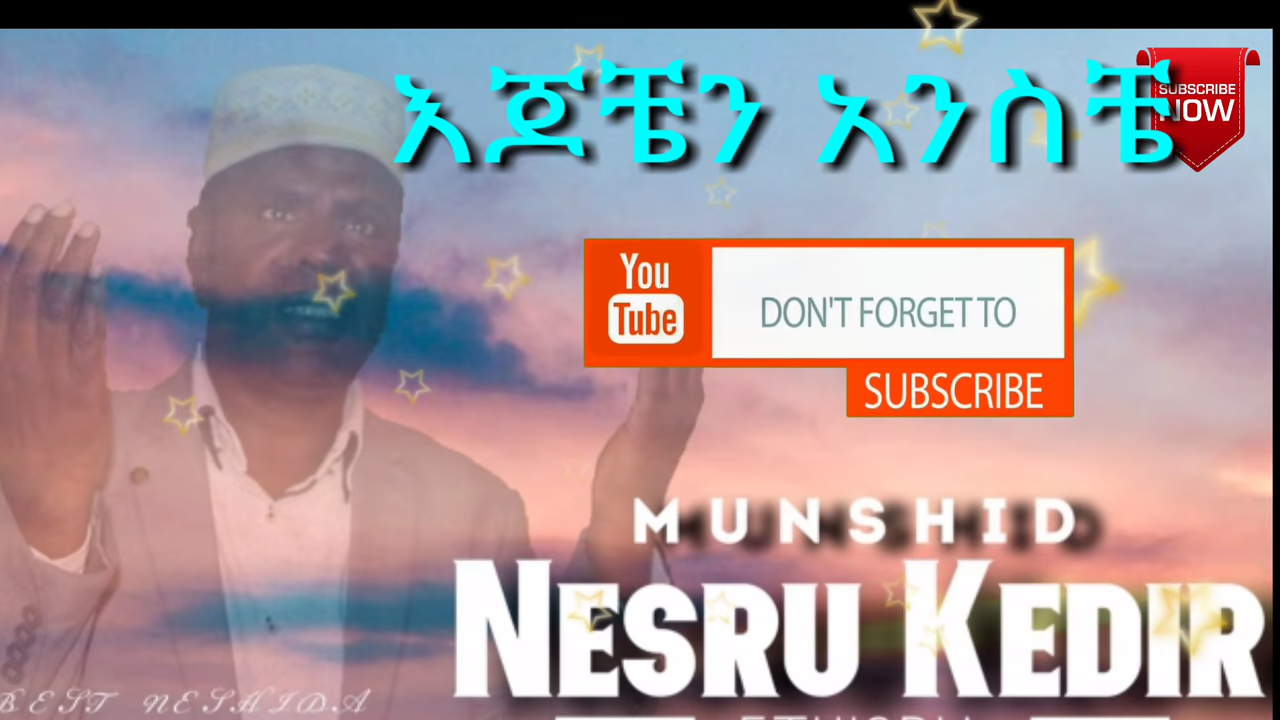 እጆቼን አንስቼ
SUBSCRIBE
NOW
You
Tube
DON'T FORGET TO
SUBSCRIBE
MUNSHID
NESRU KEDIR
BEST NESHIDA